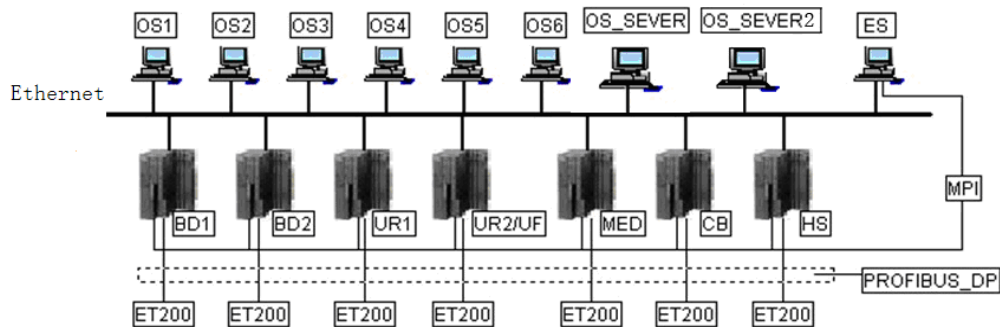 OS1 OS2 OS3 OS4 OS5 OS6 OS_SEVER OS_SEVER2 ES
Ethernet
MPI
BD1 BD2 UR1 UR2/UF MED CB HS
PROFIBUS_DP
ET200 ET200 ET200 ET200 ET200 ET200 ET200